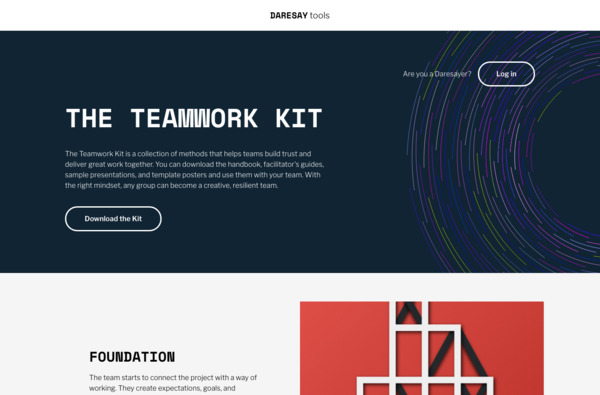 DARESAY tools
Are you a Daresayer?
Log in
THE TEAMWORK KIT
The Teamwork Kit is a collection of methods that helps teams build trust and
deliver great work together. You can download the handbook, facilitator's guides,
sample presentations, and template posters and use them with your team. With
the right mindset, any group can become a creative, resilient team.
Download the Kit
FOUNDATION
The team starts to connect the project with a way of
working. They create expectations, goals, and